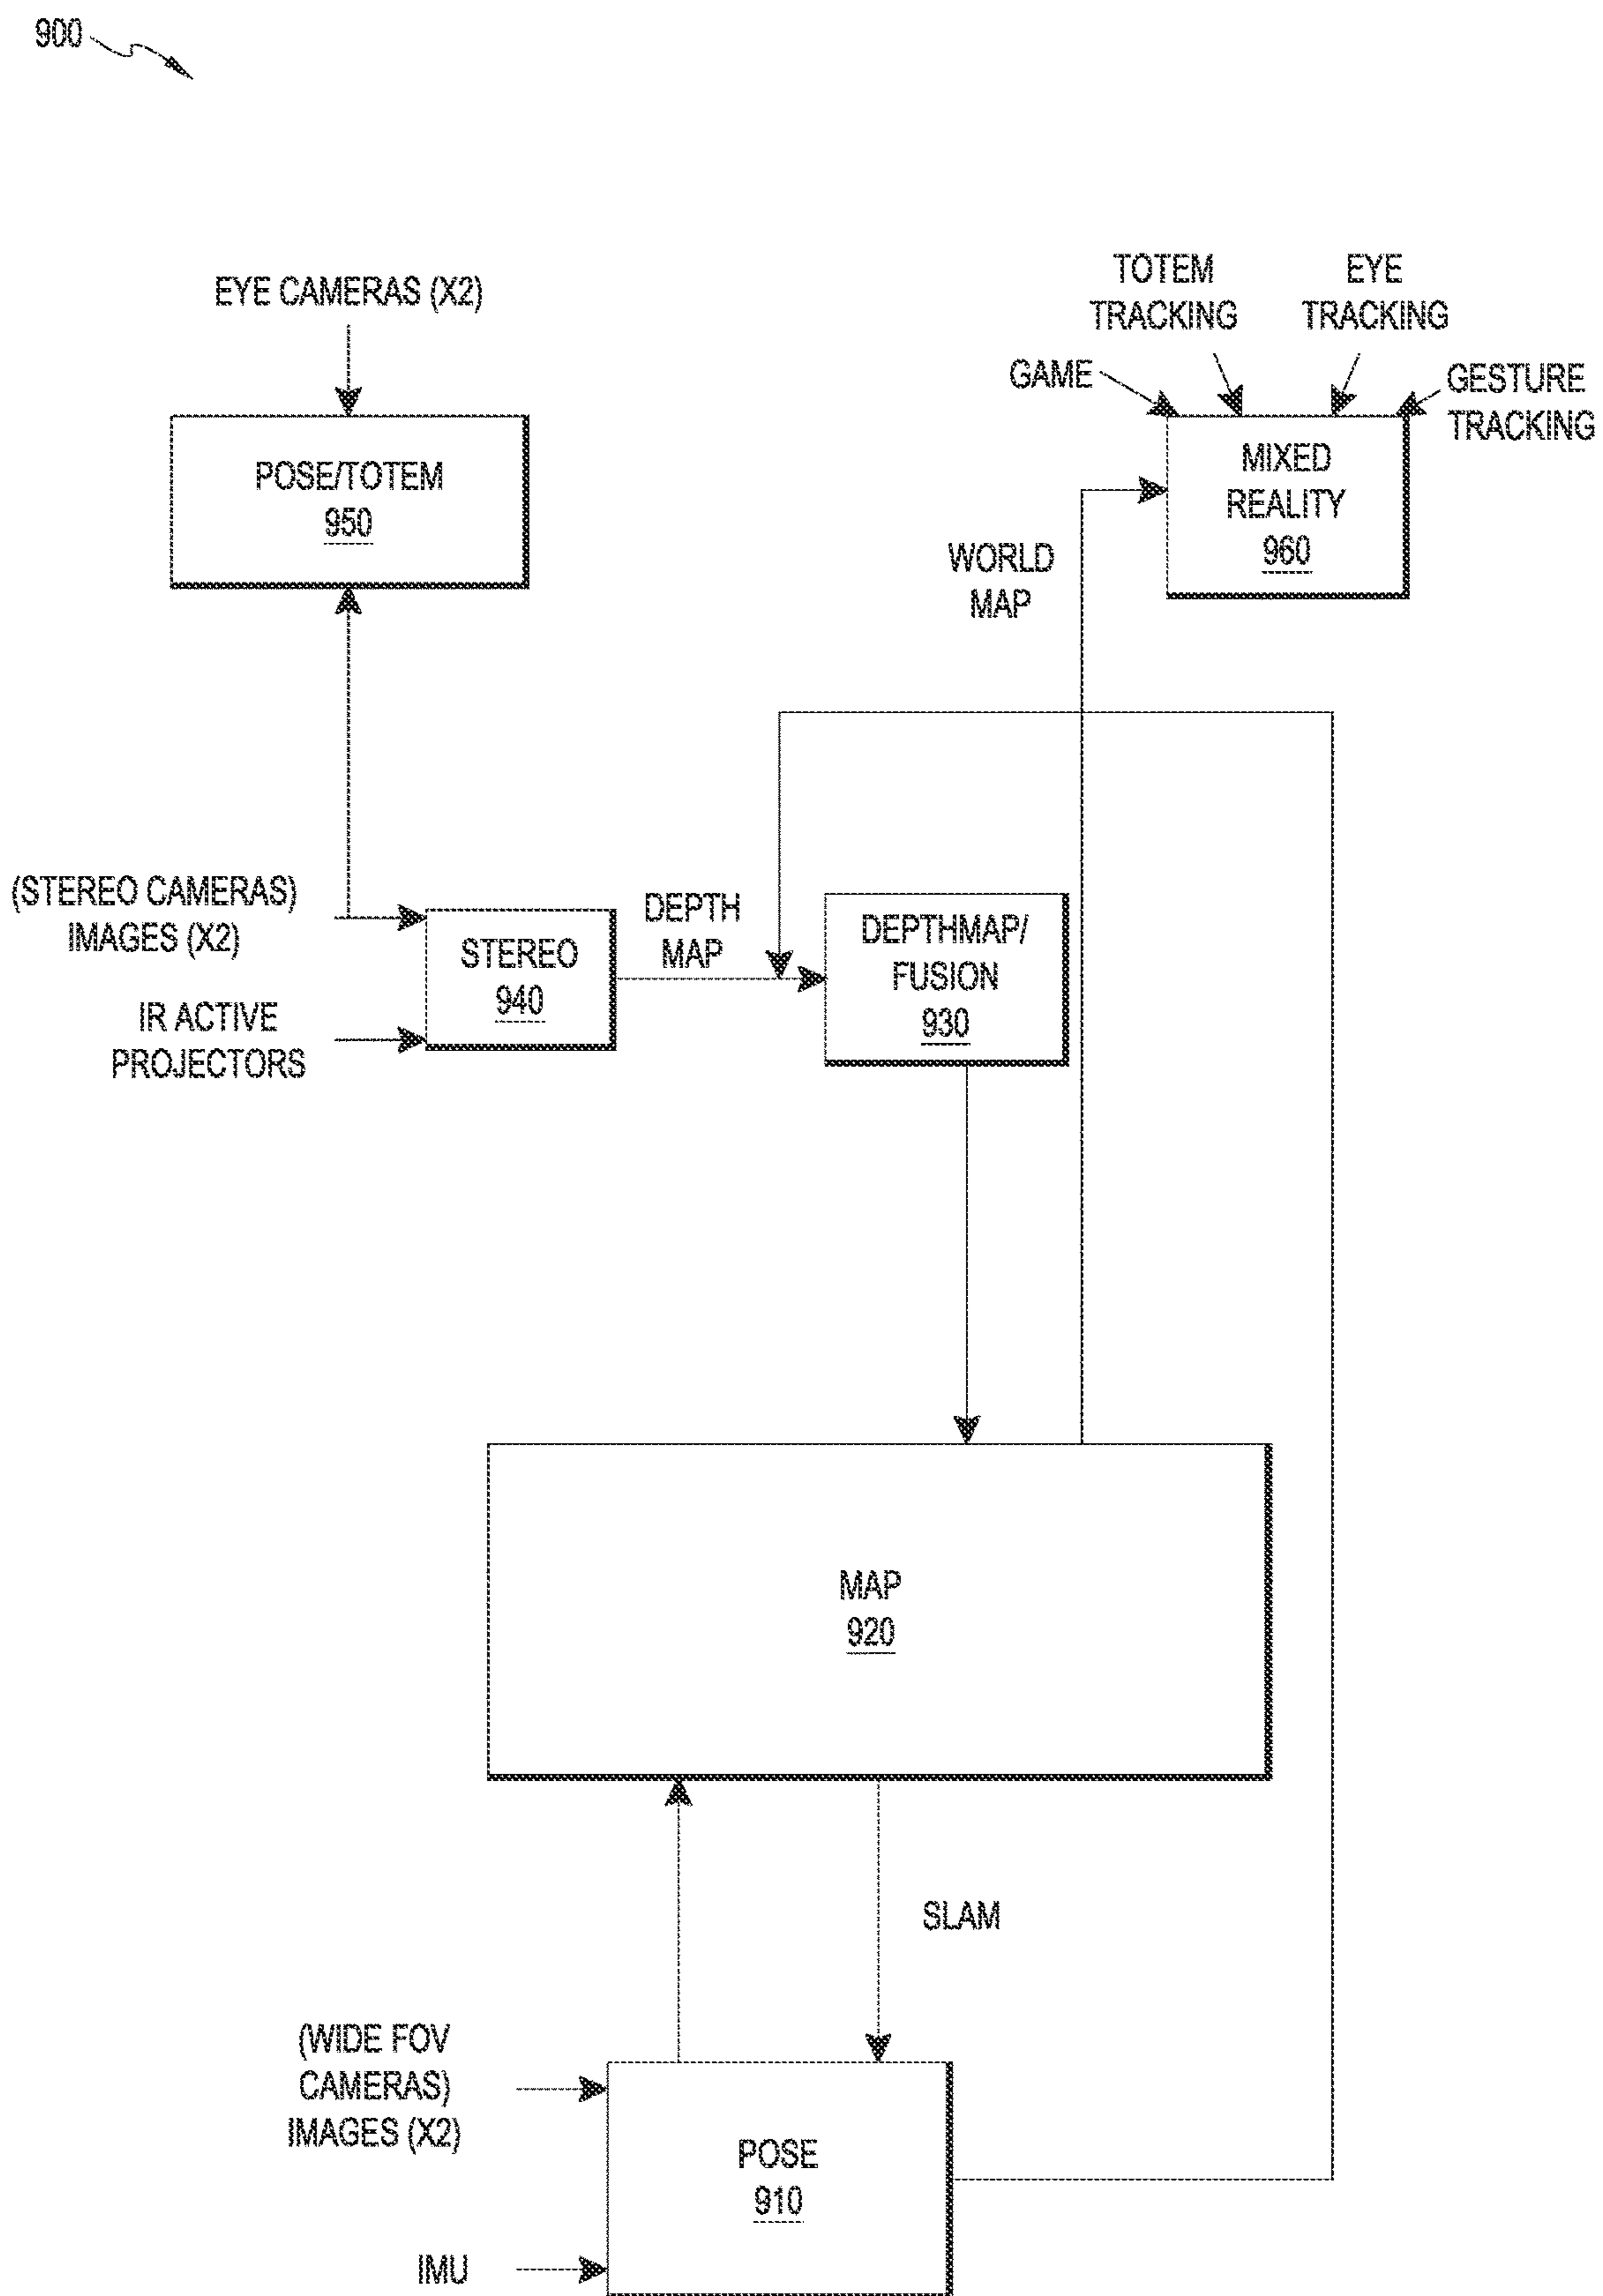 900
EYE CAMERAS (X2)
POSE/TOTEM
950
TOTEM
TRACKING
EYE
TRACKING
GAME
GESTURE
TRACKING
MIXED
REALITY
960
WORLD
MAP
(STEREO CAMERAS)
IMAGES (X2)
IR ACTIVE
PROJECTORS
STEREO
940
DEPTH
MAP
DEPTHMAP/
FUSION
930
MAP
920
SLAM
(WIDE FOV
CAMERAS)
IMAGES (X2)
IMU
POSE
910